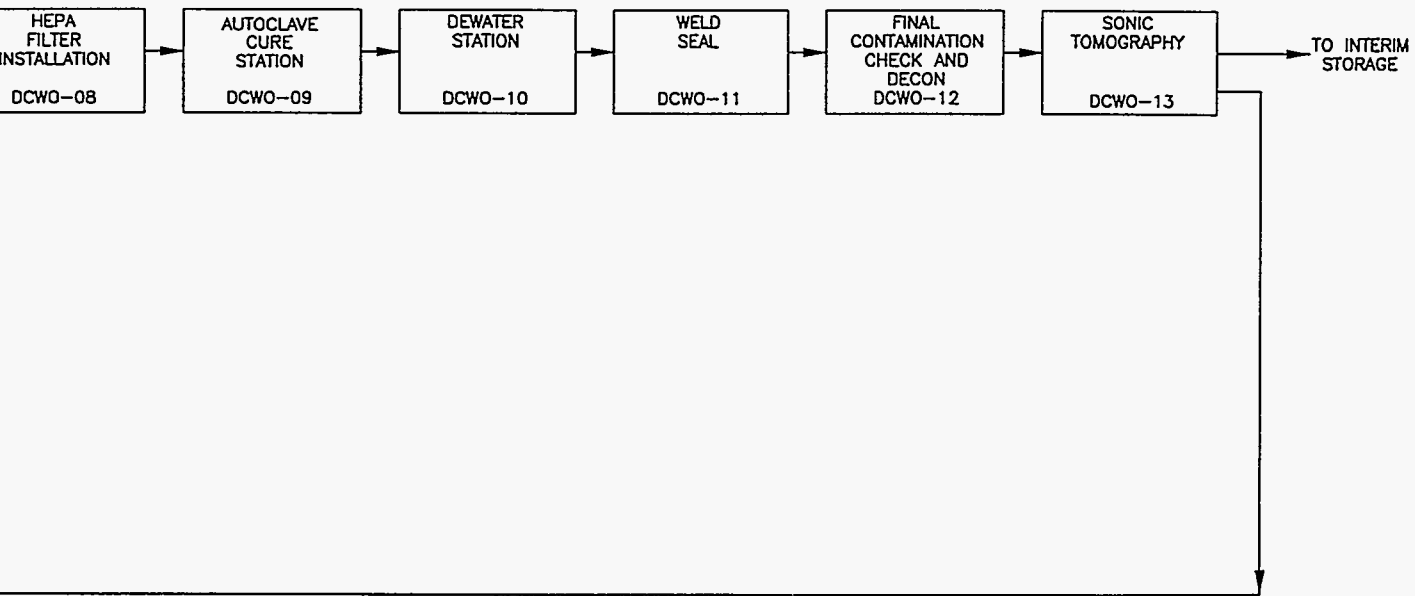 HEPA
FILTER
INSTALLATION
DCWO-08
AUTOCLAVE
CURE
STATION
DCWO-09
DEWATER
STATION
DCWO-10
WELD
SEAL
DCWO-11
FINAL
CONTAMINATION
CHECK AND
DECON
DCWO-12
SONIC
TOMOGRAPHY
DCWO-13
TO INTERIM
STORAGE